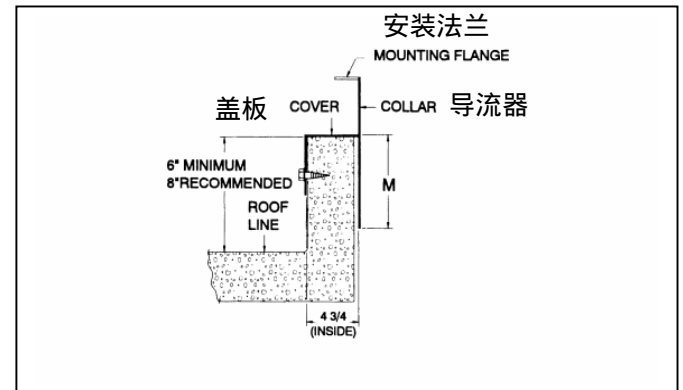 安装法兰
MOUNTING FLANGE
盖板 COVER COLLAR 导流器
6" MINIMUM
8"RECOMMENDED
M
ROOF
LINE
4 3/4
(INSIDE)